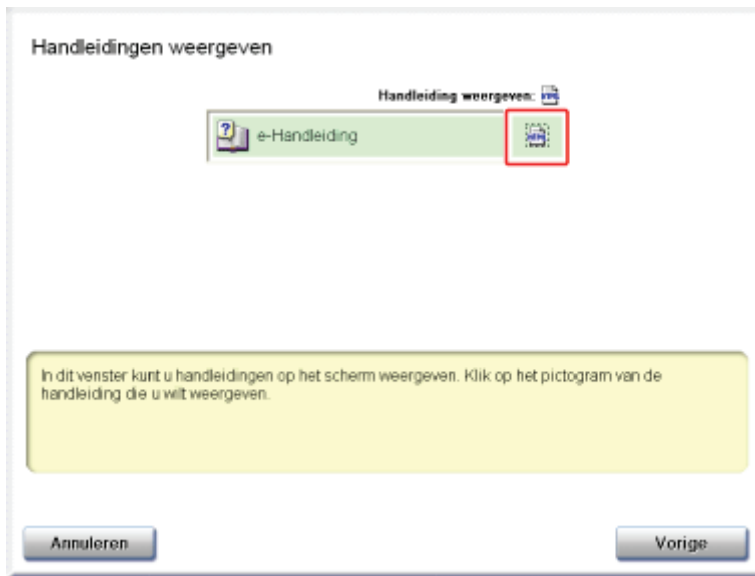 Handleidingen weergeven
Handleiding weergeven:
e-Handleiding
In dit venster kunt u handleidingen op het scherm weergeven. Klik op het pictogram van de
handleiding die u wilt weergeven.
Annuleren
Vorige